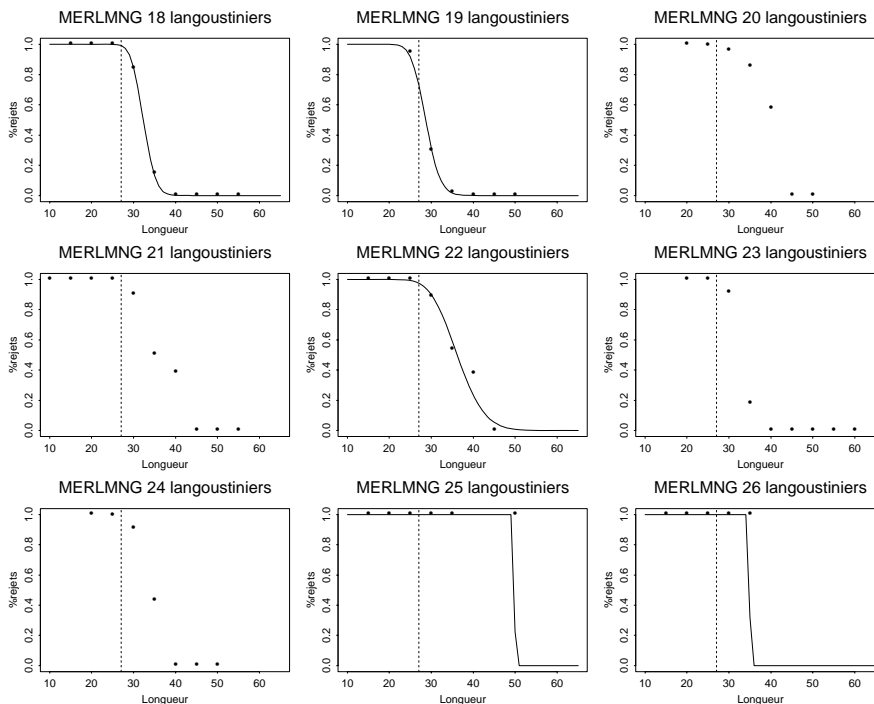 MERLMNG 18 langoustiniers
%rejets
0.0 0.2 0.4 0.6 0.8 1.0
10 20 30 40 50 60
Longueur
MERLMNG 19 langoustiniers
%rejets
0.0 0.2 0.4 0.6 0.8 1.0
10 20 30 40 50 60
Longueur
MERLMNG 20 langoustiniers
%rejets
0.0 0.2 0.4 0.6 0.8 1.0
10 20 30 40 50 60
Longueur
MERLMNG 21 langoustiniers
%rejets
0.0 0.2 0.4 0.6 0.8 1.0
10 20 30 40 50 60
Longueur
MERLMNG 22 langoustiniers
%rejets
0.0 0.2 0.4 0.6 0.8 1.0
10 20 30 40 50 60
Longueur
MERLMNG 23 langoustiniers
%rejets
0.0 0.2 0.4 0.6 0.8 1.0
10 20 30 40 50 60
Longueur
MERLMNG 24 langoustiniers
%rejets
0.0 0.2 0.4 0.6 0.8 1.0
10 20 30 40 50 60
Longueur
MERLMNG 25 langoustiniers
%rejets
0.0 0.2 0.4 0.6 0.8 1.0
10 20 30 40 50 60
Longueur
MERLMNG 26 langoustiniers
%rejets
0.0 0.2 0.4 0.6 0.8 1.0
10 20 30 40 50 60
Longueur